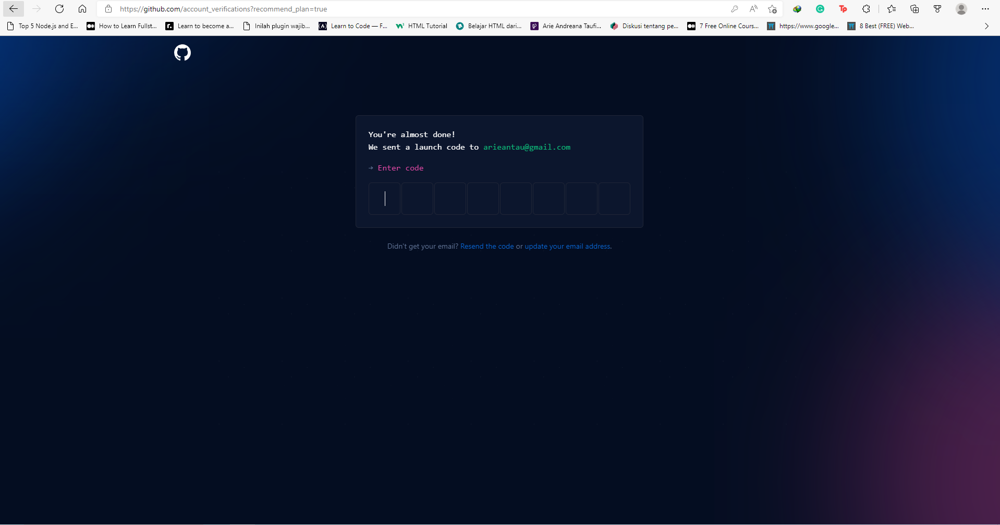 https://github.com/account_verifications?recommend_plan=true
Top 5 Node.js and E... How to Learn Fullst... Learn to become a... Inilah plugin wajib... Learn to Code — F... HTML Tutorial Belajar HTML dari... Arie Andreana Taufi... Diskusi tentang pe... 7 Free Online Cours... https://www.google... 8 Best (FREE) Web...
You're almost done!
We sent a launch code to arieantau@gmail.com
→ Enter code
Didn't get your email? Resend the code or update your email address.